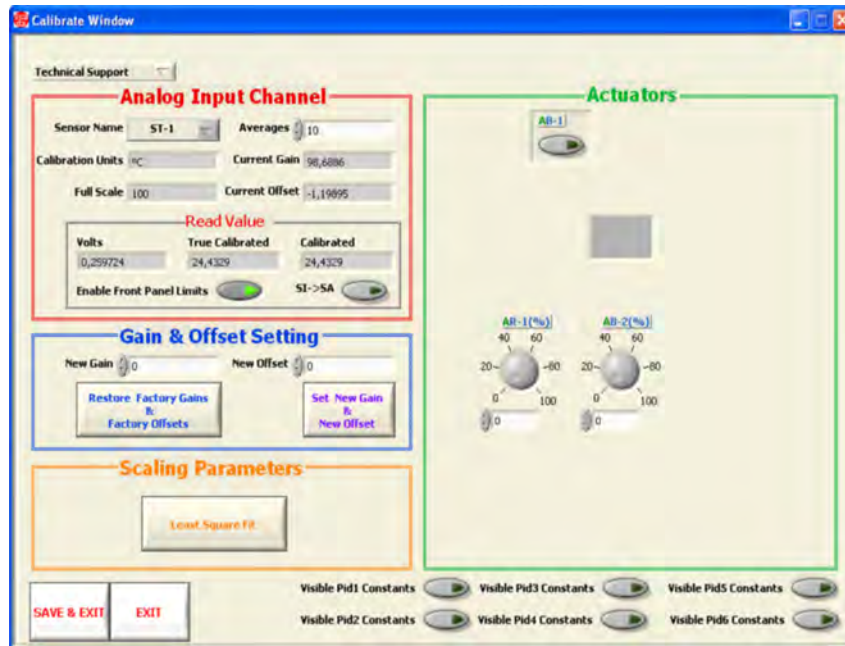 Calibrate Window
Technical Support
Analog Input Channel
Sensor Name ST-1 Averages 10
Calibration Units ºC Current Gain 98,6886
Full Scale 100 Current Offset -1,19895
Read Value
Volts True Calibrated Calibrated
0,259724 24,4329 24,4329
Enable Front Panel Limits SI->SA
Gain & Offset Setting
New Gain 0 New Offset 0
Restore Factory Gains
&
Factory Offsets
Set New Gain
&
New Offset
Scaling Parameters
Least Square Fit
Actuators
AB-1
AR-1(%) AB-2(%)
40 60 40 60
20 80 20 80
0 100 0 100
0 0
SAVE & EXIT EXIT
Visible Pid1 Constants Visible Pid3 Constants Visible Pid5 Constants
Visible Pid2 Constants Visible Pid4 Constants Visible Pid6 Constants